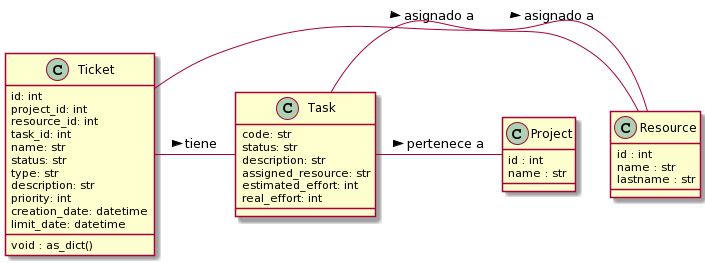 asignado a
asignado a
C Ticket
id: int
project_id: int
resource_id: int
task_id: int
name: str
status: str
type: str
description: str
priority: int
creation_date: datetime
limit_date: datetime
void : as_dict()
tiene
C Task
code: str
status: str
description: str
assigned_resource: str
estimated_effort: int
real_effort: int
pertenece a
C Project
id : int
name : str
C Resource
id : int
name : str
lastname : str